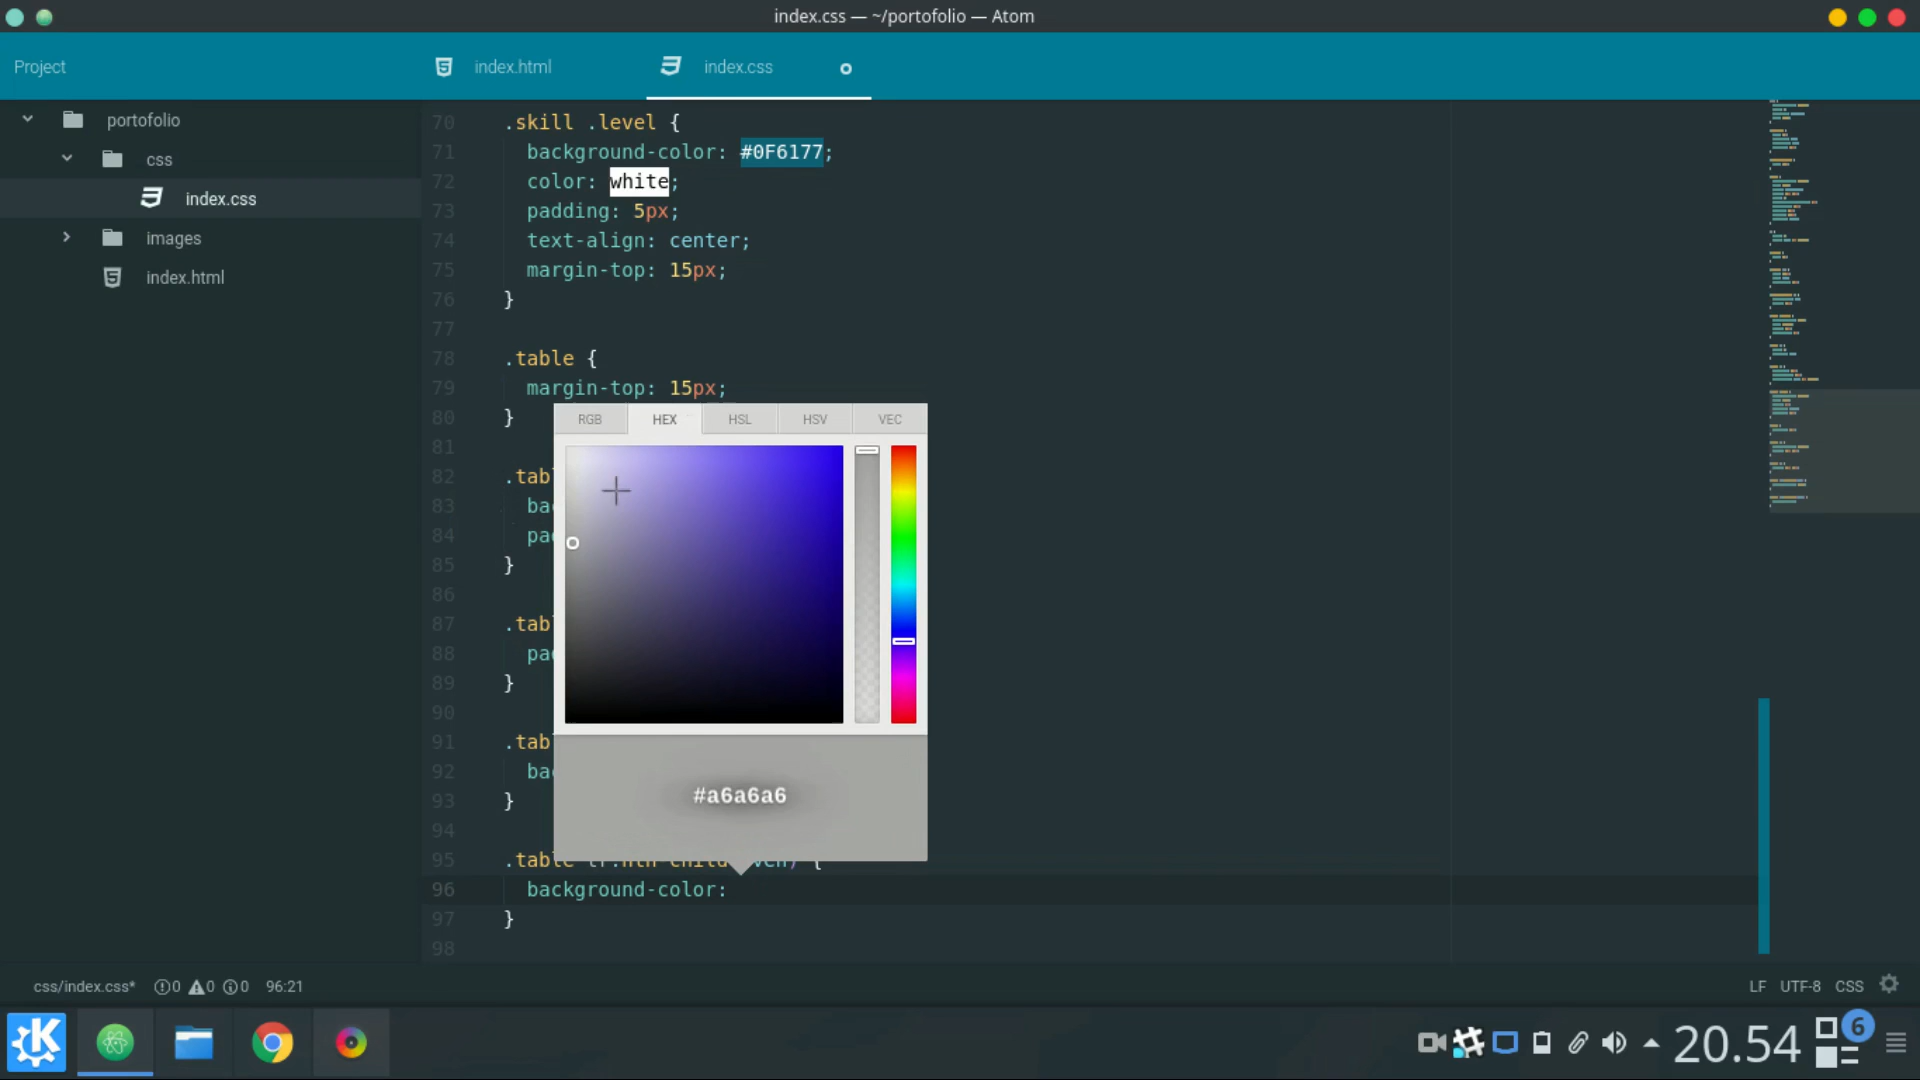 index.css — ~/portofolio — Atom
Project
index.html
index.css
portofolio
css
index.css
images
index.html
70 .skill .level {
71 background-color: #0F6177;
72 color: white;
73 padding: 5px;
74 text-align: center;
75 margin-top: 15px;
76 }
77
78 .table {
79 margin-top: 15px;
80 }
81
82 .tab
83 ba
84 pa
85 }
86
87 .tab
88 pa
89 }
90
91 .tab
92 ba
93 }
94
95 .table
96 background-color:
97 }
98
RGB HEX HSL HSV VEC
#a6a6a6
css/index.css* 0 0 0 96:21
LF UTF-8 CSS
20.54
6